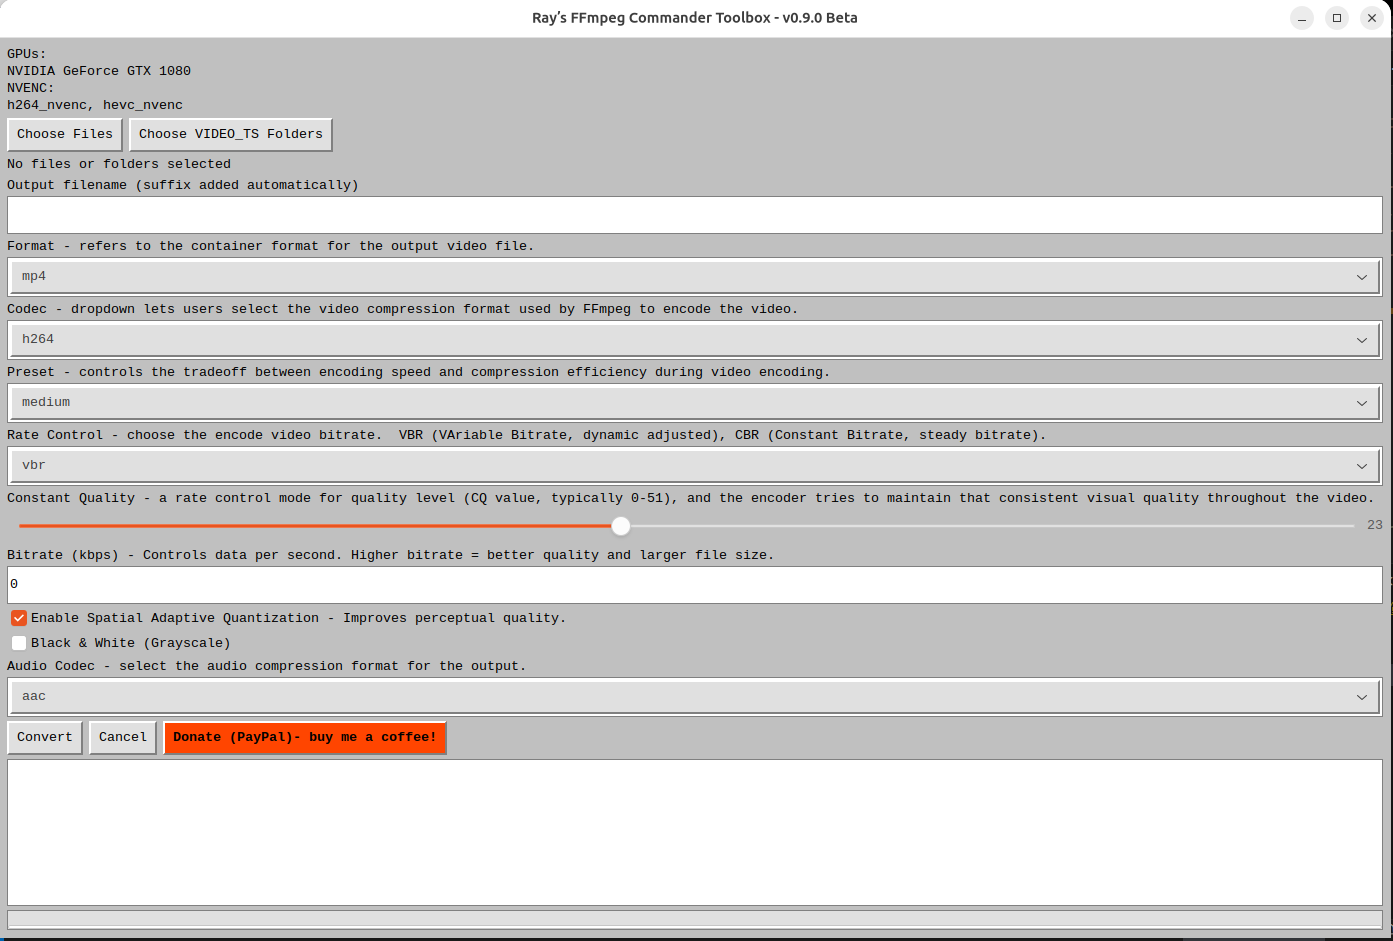 Ray's FFmpeg Commander Toolbox - v0.9.0 Beta
GPUs:
NVIDIA GeForce GTX 1080
NVENC:
h264_nvenc, hevc_nvenc
Choose Files Choose VIDEO_TS Folders
No files or folders selected
Output filename (suffix added automatically)
Format - refers to the container format for the output video file.
mp4
Codec - dropdown lets users select the video compression format used by FFmpeg to encode the video.
h264
Preset - controls the tradeoff between encoding speed and compression efficiency during video encoding.
medium
Rate Control - choose the encode video bitrate.  VBR (VAriable Bitrate, dynamic adjusted), CBR (Constant Bitrate, steady bitrate).
vbr
Constant Quality - a rate control mode for quality level (CQ value, typically 0-51), and the encoder tries to maintain that consistent visual quality throughout the video.
23
Bitrate (kbps) - Controls data per second. Higher bitrate = better quality and larger file size.
0
Enable Spatial Adaptive Quantization - Improves perceptual quality.
Black & White (Grayscale)
Audio Codec - select the audio compression format for the output.
aac
Convert Cancel Donate (PayPal)- buy me a coffee!